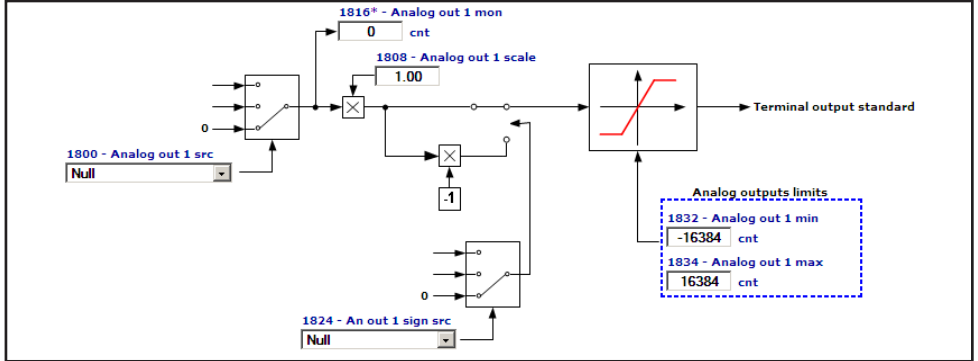 1816* - Analog out 1 mon
0 cnt
1808 - Analog out 1 scale
1.00
0
1800 - Analog out 1 src
Null
Terminal output standard
-1
Analog outputs limits
1832 - Analog out 1 min
-16384 cnt
1834 - Analog out 1 max
16384 cnt
0
1824 - An out 1 sign src
Null